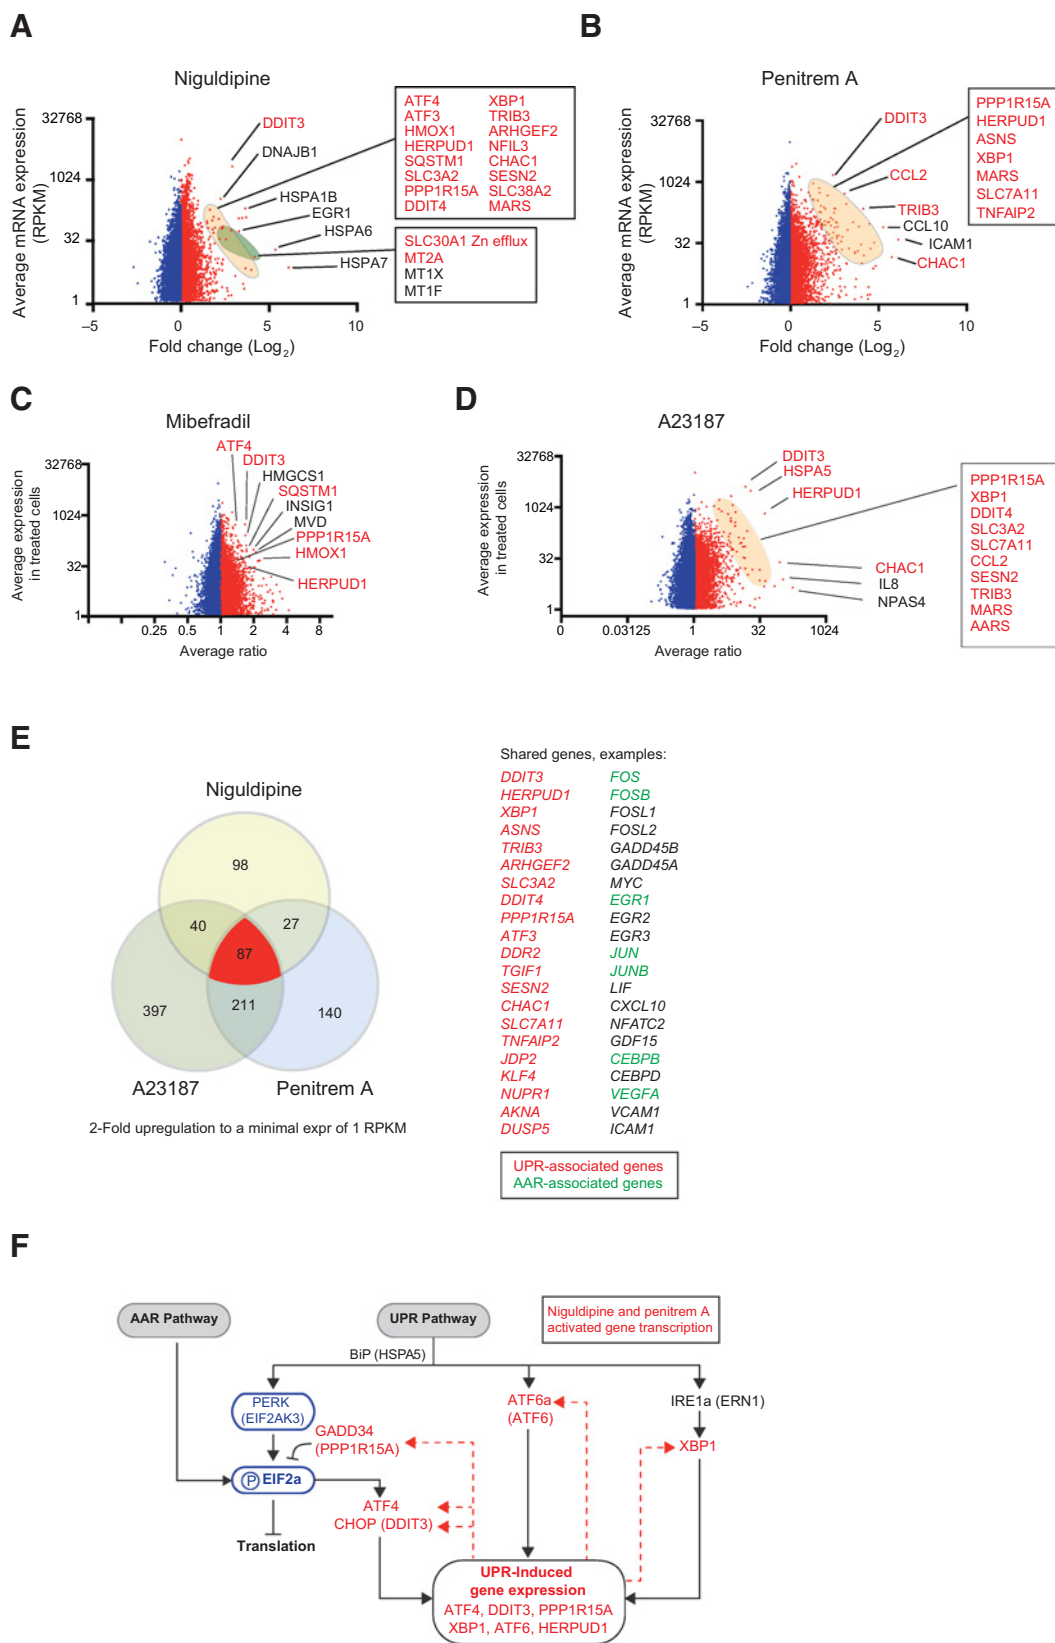 A
Niguldipine
Average mRNA expression
(RPKM)
32768
1024
32
1
−5
0
5
10
Fold change (Log2)
DDIT3
DNAJB1
HSPA1B
EGR1
HSPA6
HSPA7
ATF4 XBP1
ATF3 TRIB3
HMOX1 ARHGEF2
HERPUD1 NFIL3
SQSTM1 CHAC1
SLC3A2 SESN2
PPP1R15A SLC38A2
DDIT4 MARS
SLC30A1 Zn efflux
MT2A
MT1X
MT1F
B
Penitrem A
Average mRNA expression
(RPKM)
32768
1024
32
1
−5
0
5
10
Fold change (Log2)
DDIT3
CCL2
TRIB3
CCL10
ICAM1
CHAC1
PPP1R15A
HERPUD1
ASNS
XBP1
MARS
SLC7A11
TNFAIP2
C
Mibefradil
Average expression
in treated cells
32768
1024
32
1
0.25
0.5
1
2
4
8
Average ratio
ATF4
DDIT3
HMGCS1
SQSTM1
INSIG1
MVD
PPP1R15A
HMOX1
HERPUD1
D
A23187
Average expression
in treated cells
32768
1024
32
1
0
0.03125
1
32
1024
Average ratio
DDIT3
HSPA5
HERPUD1
CHAC1
IL8
NPAS4
PPP1R15A
XBP1
DDIT4
SLC3A2
SLC7A11
CCL2
SESN2
TRIB3
MARS
AARS
E
Niguldipine
98
40
27
87
397
211
140
A23187
Penitrem A
2-Fold upregulation to a minimal expr of 1 RPKM
Shared genes, examples:
DDIT3 FOS
HERPUD1 FOSB
XBP1 FOSL1
ASNS FOSL2
TRIB3 GADD45B
ARHGEF2 GADD45A
SLC3A2 MYC
DDIT4 EGR1
PPP1R15A EGR2
ATF3 EGR3
DDR2 JUN
TGIF1 JUNB
SESN2 LIF
CHAC1 CXCL10
SLC7A11 NFATC2
TNFAIP2 GDF15
JDP2 CEBPB
KLF4 CEBPD
NUPR1 VEGFA
AKNA VCAM1
DUSP5 ICAM1
UPR-associated genes
AAR-associated genes
F
AAR Pathway
UPR Pathway
Niguldipine and penitrem A
activated gene transcription
BiP (HSPA5)
PERK
(EIF2AK3)
ATF6a
(ATF6)
IRE1a (ERN1)
GADD34
(PPP1R15A)
XBP1
P EIF2a
ATF4
CHOP (DDIT3)
Translation
UPR-Induced
gene expression
ATF4, DDIT3, PPP1R15A
XBP1, ATF6, HERPUD1